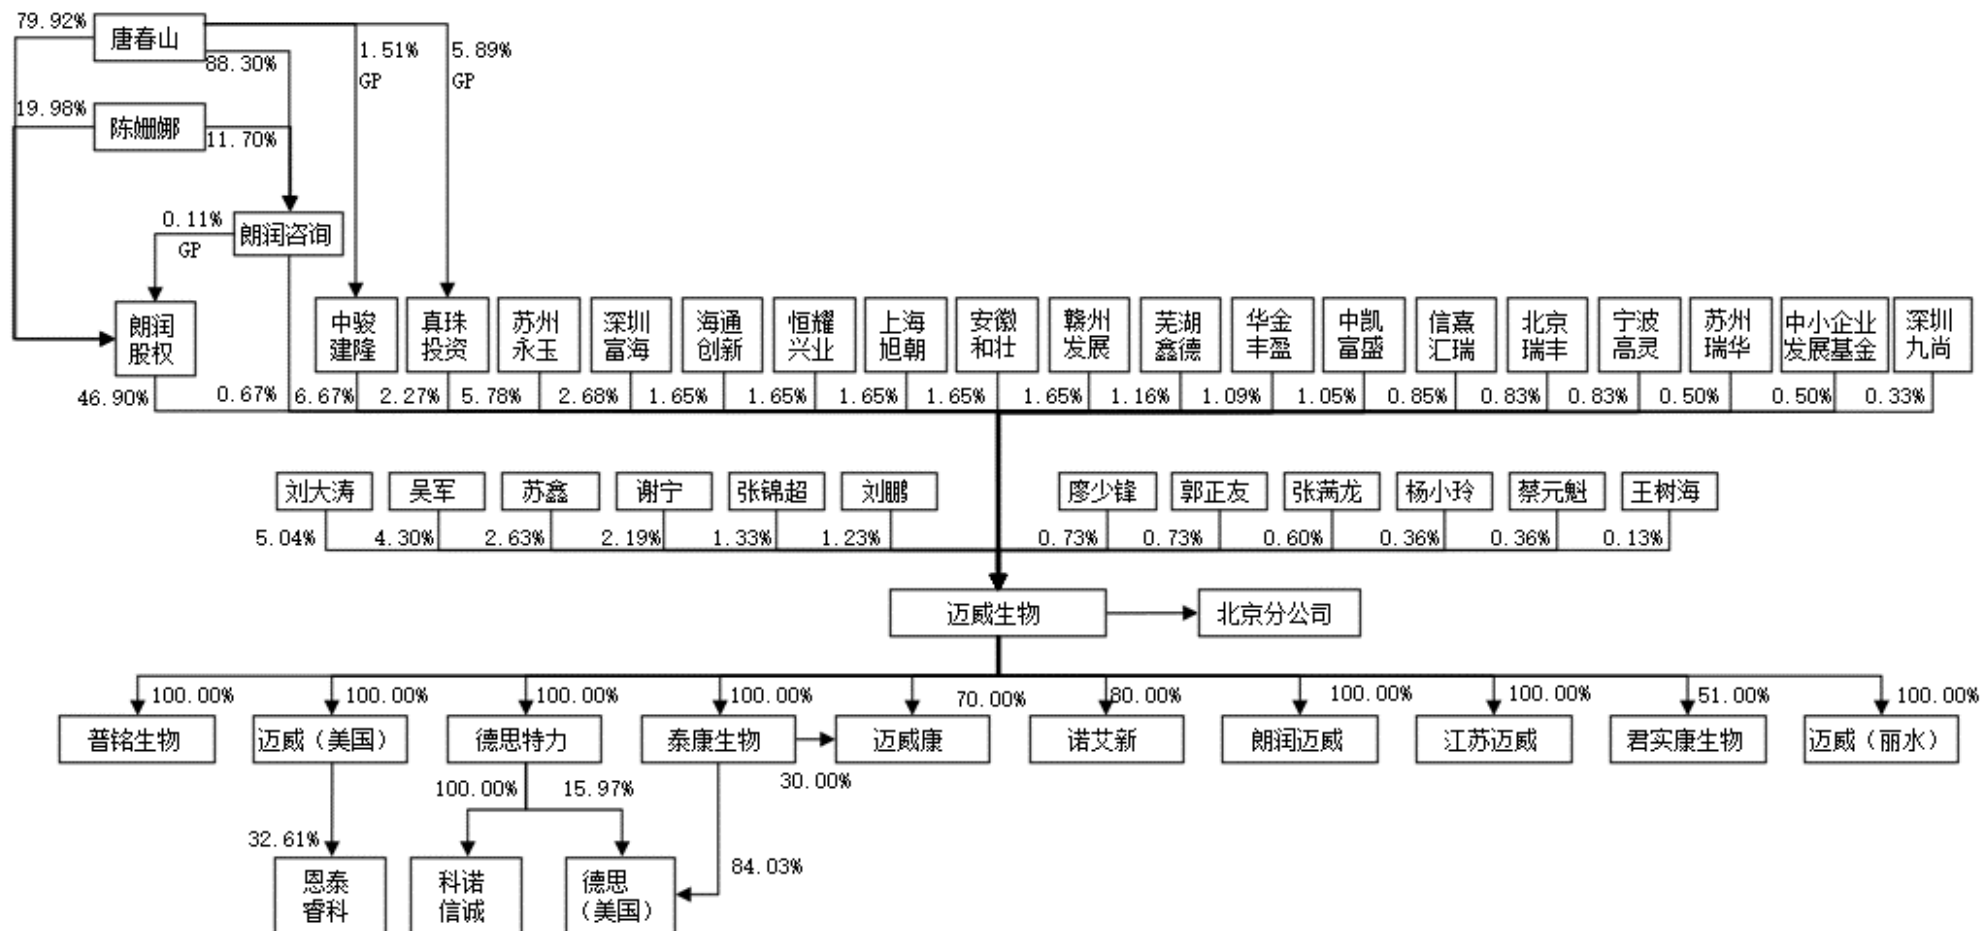 79.92%
唐春山
88.30%
1.51%
GP
5.89%
GP
19.98%
陈姗娜
11.70%
0.11%
GP
朗润咨询
朗润
股权
中骏
建隆
真珠
投资
苏州
永玉
深圳
富海
海通
创新
恒耀
兴业
上海
旭朝
安徽
和壮
赣州
发展
芜湖
鑫德
华金
丰盈
中凯
富盛
信熹
汇瑞
北京
瑞丰
宁波
高灵
苏州
瑞华
中小企业
发展基金
深圳
九尚
46.90%
0.67%
6.67%
2.27%
5.78%
2.68%
1.65%
1.65%
1.65%
1.65%
1.65%
1.16%
1.09%
1.05%
0.85%
0.83%
0.83%
0.50%
0.50%
0.33%
刘大涛
吴军
苏鑫
谢宁
张锦超
刘鹏
廖少锋
郭正友
张满龙
杨小玲
蔡元魁
王树海
5.04%
4.30%
2.63%
2.19%
1.33%
1.23%
0.73%
0.73%
0.60%
0.36%
0.36%
0.13%
迈威生物
北京分公司
100.00%
100.00%
100.00%
100.00%
70.00%
80.00%
100.00%
100.00%
51.00%
100.00%
普铭生物
迈威（美国）
德思特力
泰康生物
迈威康
诺艾新
朗润迈威
江苏迈威
君实康生物
迈威（丽水）
30.00%
100.00%
15.97%
32.61%
84.03%
恩泰
睿科
科诺
信诚
德思
（美国）